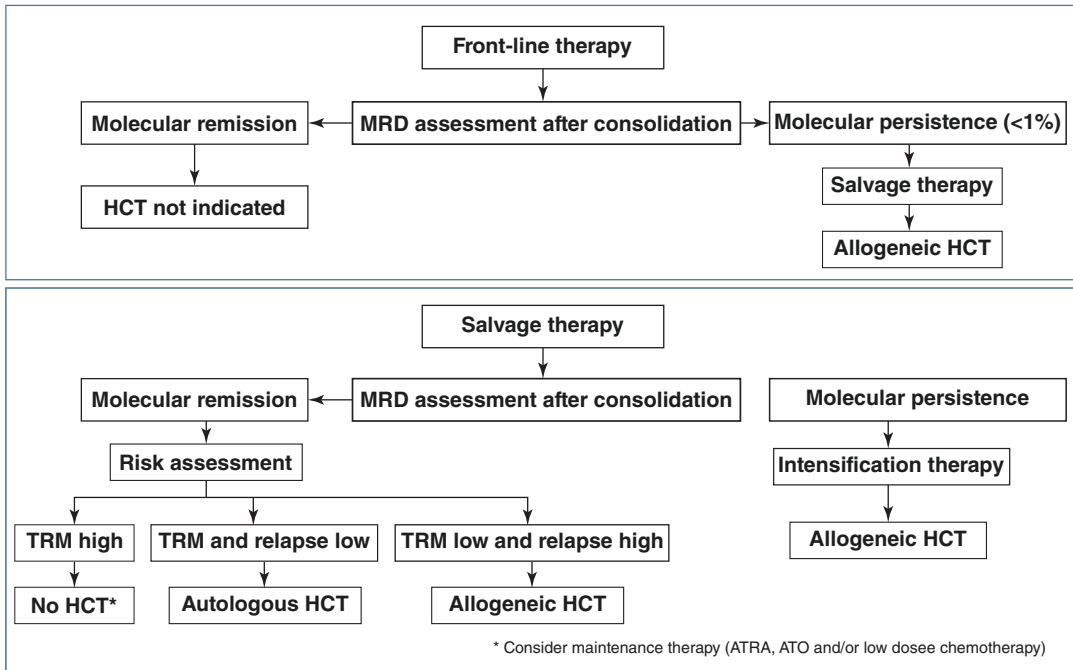 Front-line therapy
Molecular remission
MRD assessment after consolidation
Molecular persistence (<1%)
HCT not indicated
Salvage therapy
Allogeneic HCT
Salvage therapy
Molecular remission
MRD assessment after consolidation
Molecular persistence
Risk assessment
Intensification therapy
TRM high
TRM and relapse low
TRM low and relapse high
Allogeneic HCT
No HCT*
Autologous HCT
Allogeneic HCT
* Consider maintenance therapy (ATRA, ATO and/or low dosee chemotherapy)